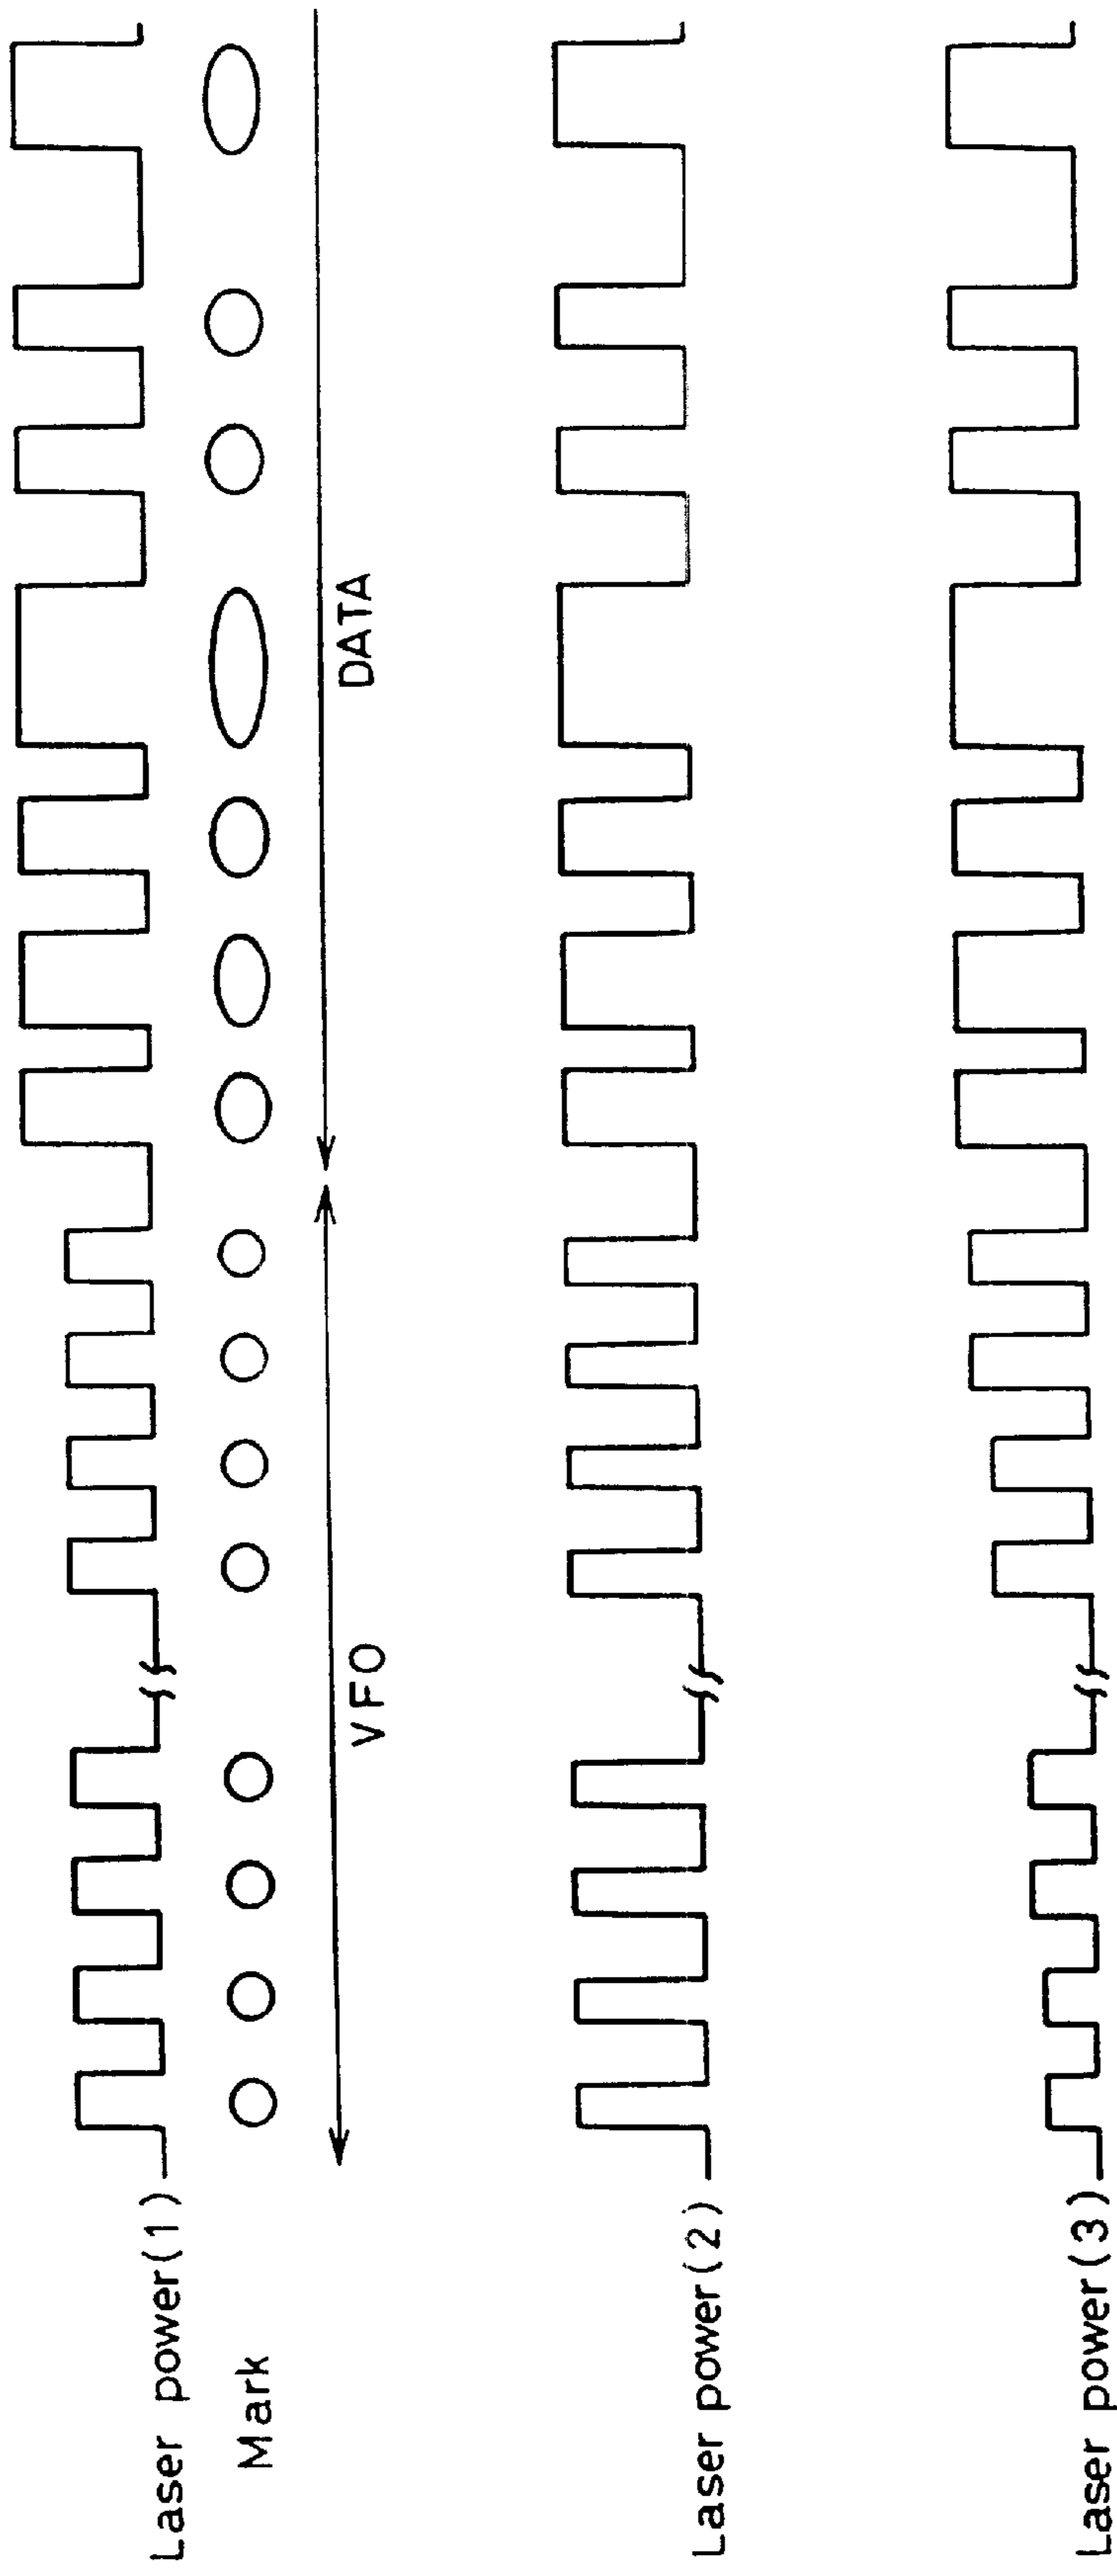 Laser power(1)
Mark
VFO
DATA
Laser power(2)
Laser power(3)